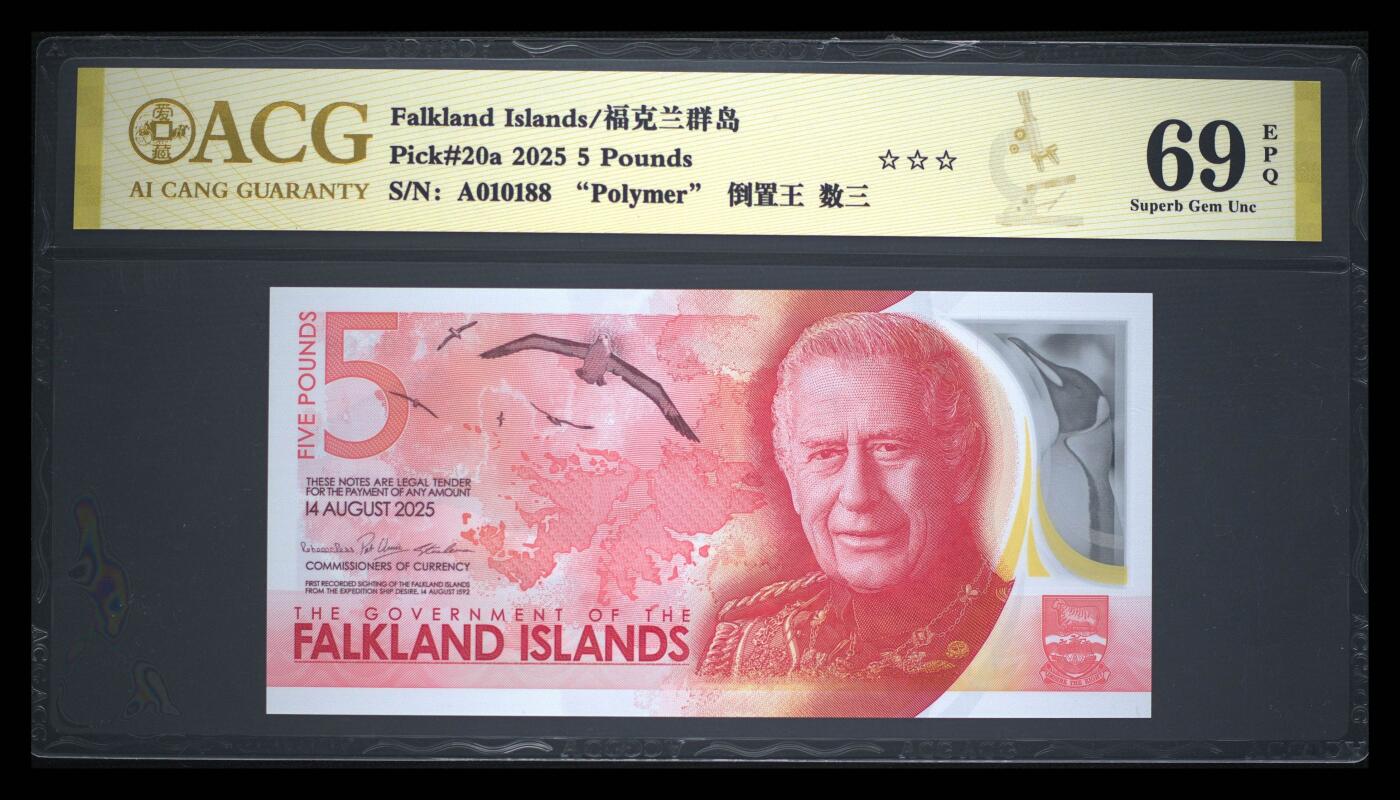 ACG
AI CANG GUARANTY
Falkland Islands/福克兰群岛
Pick#20a 2025 5 Pounds
☆☆☆
S/N: A010188 “Polymer” 倒置王 数三
69
EPQ
Superb Gem Unc
FIVE POUNDS
5
THESE NOTES ARE LEGAL TENDER
FOR THE PAYMENT OF ANY AMOUNT
14 AUGUST 2025
COMMISSIONERS OF CURRENCY
FIRST RECORDED SIGHTING OF THE FALKLAND ISLANDS
FROM THE EXPEDITION SHIP DESIRE, 14 AUGUST 1592
THE GOVERNMENT OF THE
FALKLAND ISLANDS